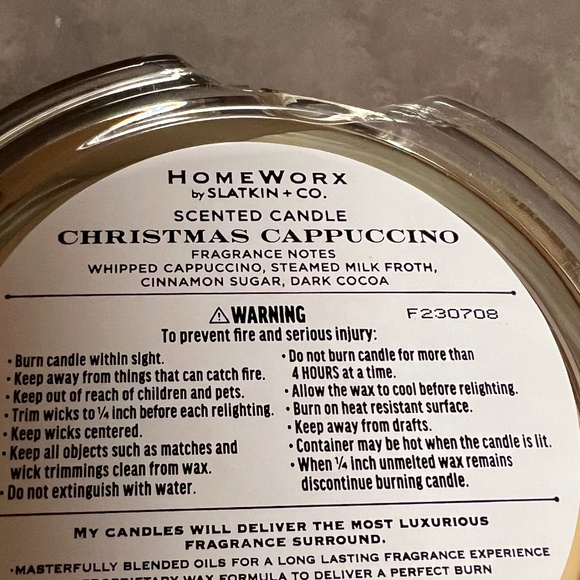 HOMEWORX
by SLATKIN + CO.
SCENTED CANDLE
CHRISTMAS CAPPUCCINO
FRAGRANCE NOTES
WHIPPED CAPPUCCINO, STEAMED MILK FROTH,
CINNAMON SUGAR, DARK COCOA
⚠WARNING
F230708
To prevent fire and serious injury:
• Burn candle within sight.
• Keep away from things that can catch fire.
• Keep out of reach of children and pets.
• Trim wicks to ¼ inch before each relighting.
• Keep wicks centered.
• Keep all objects such as matches and
wick trimmings clean from wax.
• Do not extinguish with water.
• Do not burn candle for more than
4 HOURS at a time.
• Allow the wax to cool before relighting.
• Burn on heat resistant surface.
• Keep away from drafts.
• Container may be hot when the candle is lit.
• When ¼ inch unmelted wax remains
discontinue burning candle.
MY CANDLES WILL DELIVER THE MOST LUXURIOUS
FRAGRANCE SURROUND.
•MASTERFULLY BLENDED OILS FOR A LONG LASTING FRAGRANCE EXPERIENCE
WAX FORMULA TO DELIVER A PERFECT BURN